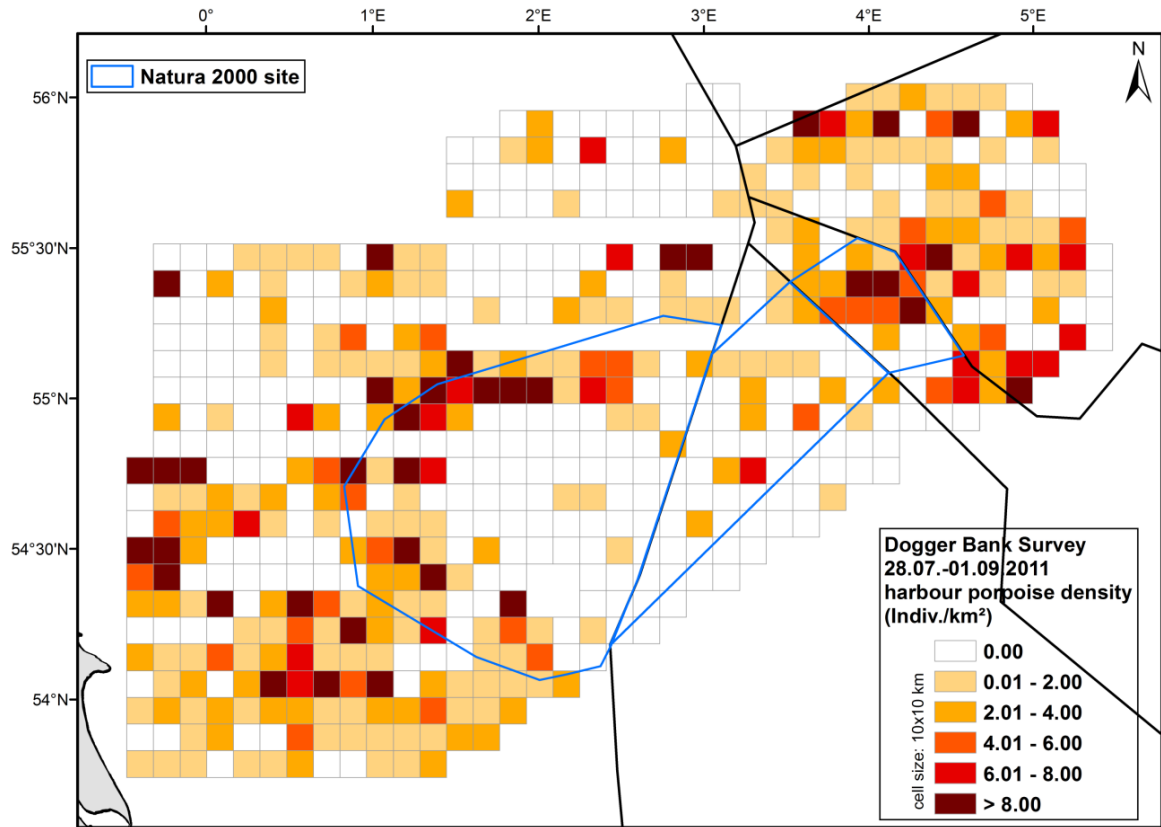 0° 1°E 2°E 3°E 4°E 5°E
Natura 2000 site
N
56°N
55°30'N
55°N
54°30'N
54°N
Dogger Bank Survey
28.07.-01.09.2011
harbour porpoise density
(Indiv./km²)
cell size: 10x10 km
0.00
0.01 - 2.00
2.01 - 4.00
4.01 - 6.00
6.01 - 8.00
> 8.00